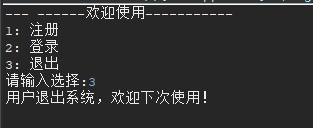 --- ------欢迎使用-----------
1: 注册
2: 登录
3: 退出
请输入选择:3
用户退出系统，欢迎下次使用!